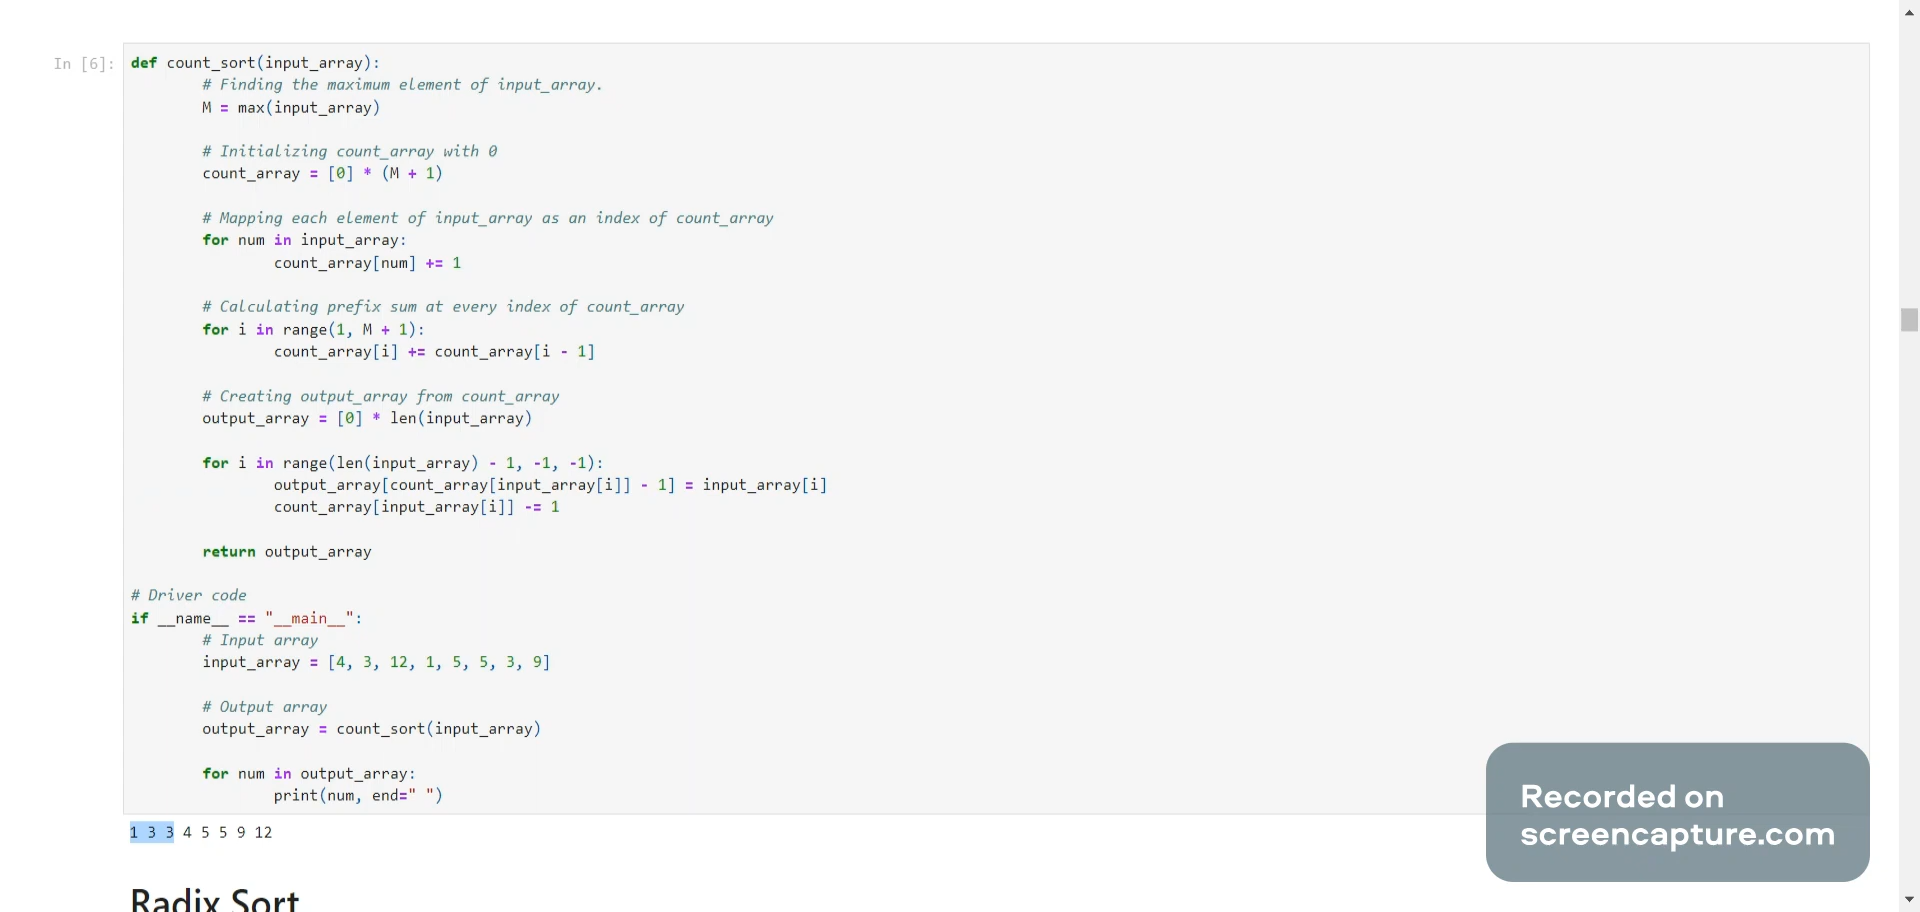 In [6]:
def count_sort(input_array):
# Finding the maximum element of input_array.
M = max(input_array)
# Initializing count_array with 0
count_array = [0] * (M + 1)
# Mapping each element of input_array as an index of count_array
for num in input_array:
count_array[num] += 1
# Calculating prefix sum at every index of count_array
for i in range(1, M + 1):
count_array[i] += count_array[i - 1]
# Creating output_array from count_array
output_array = [0] * len(input_array)
for i in range(len(input_array) - 1, -1, -1):
output_array[count_array[input_array[i]] - 1] = input_array[i]
count_array[input_array[i]] -= 1
return output_array
# Driver code
if __name__ == "__main__":
# Input array
input_array = [4, 3, 12, 1, 5, 5, 3, 9]
# Output array
output_array = count_sort(input_array)
for num in output_array:
print(num, end=" ")
1 3 3 4 5 5 9 12
Radix Sort
Recorded on
screencapture.com